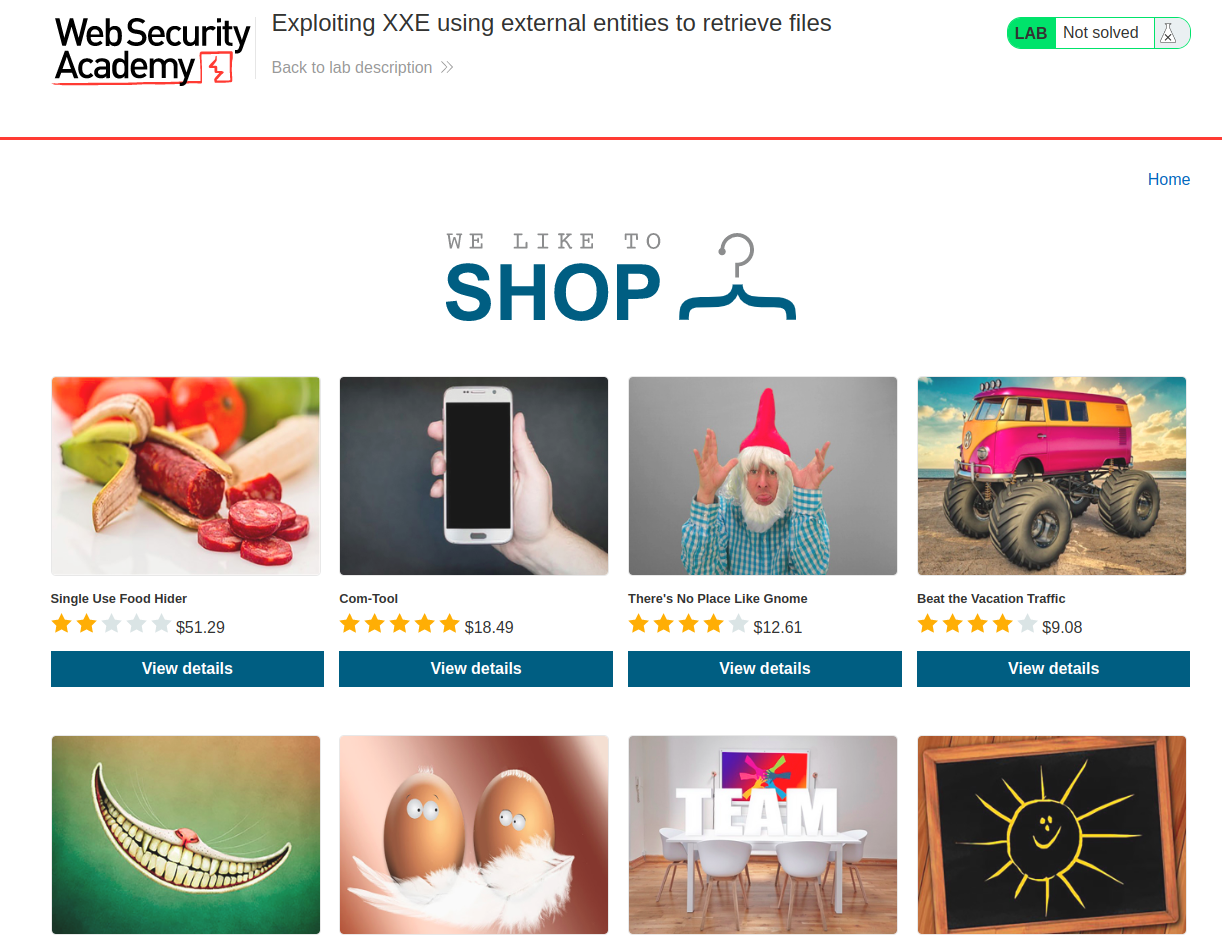 Web Security
Academy
Exploiting XXE using external entities to retrieve files
Back to lab description
LAB Not solved
Home
WE LIKE TO
SHOP
Single Use Food Hider
$51.29
View details
Com-Tool
$18.49
View details
There's No Place Like Gnome
$12.61
View details
Beat the Vacation Traffic
$9.08
View details
TEAM